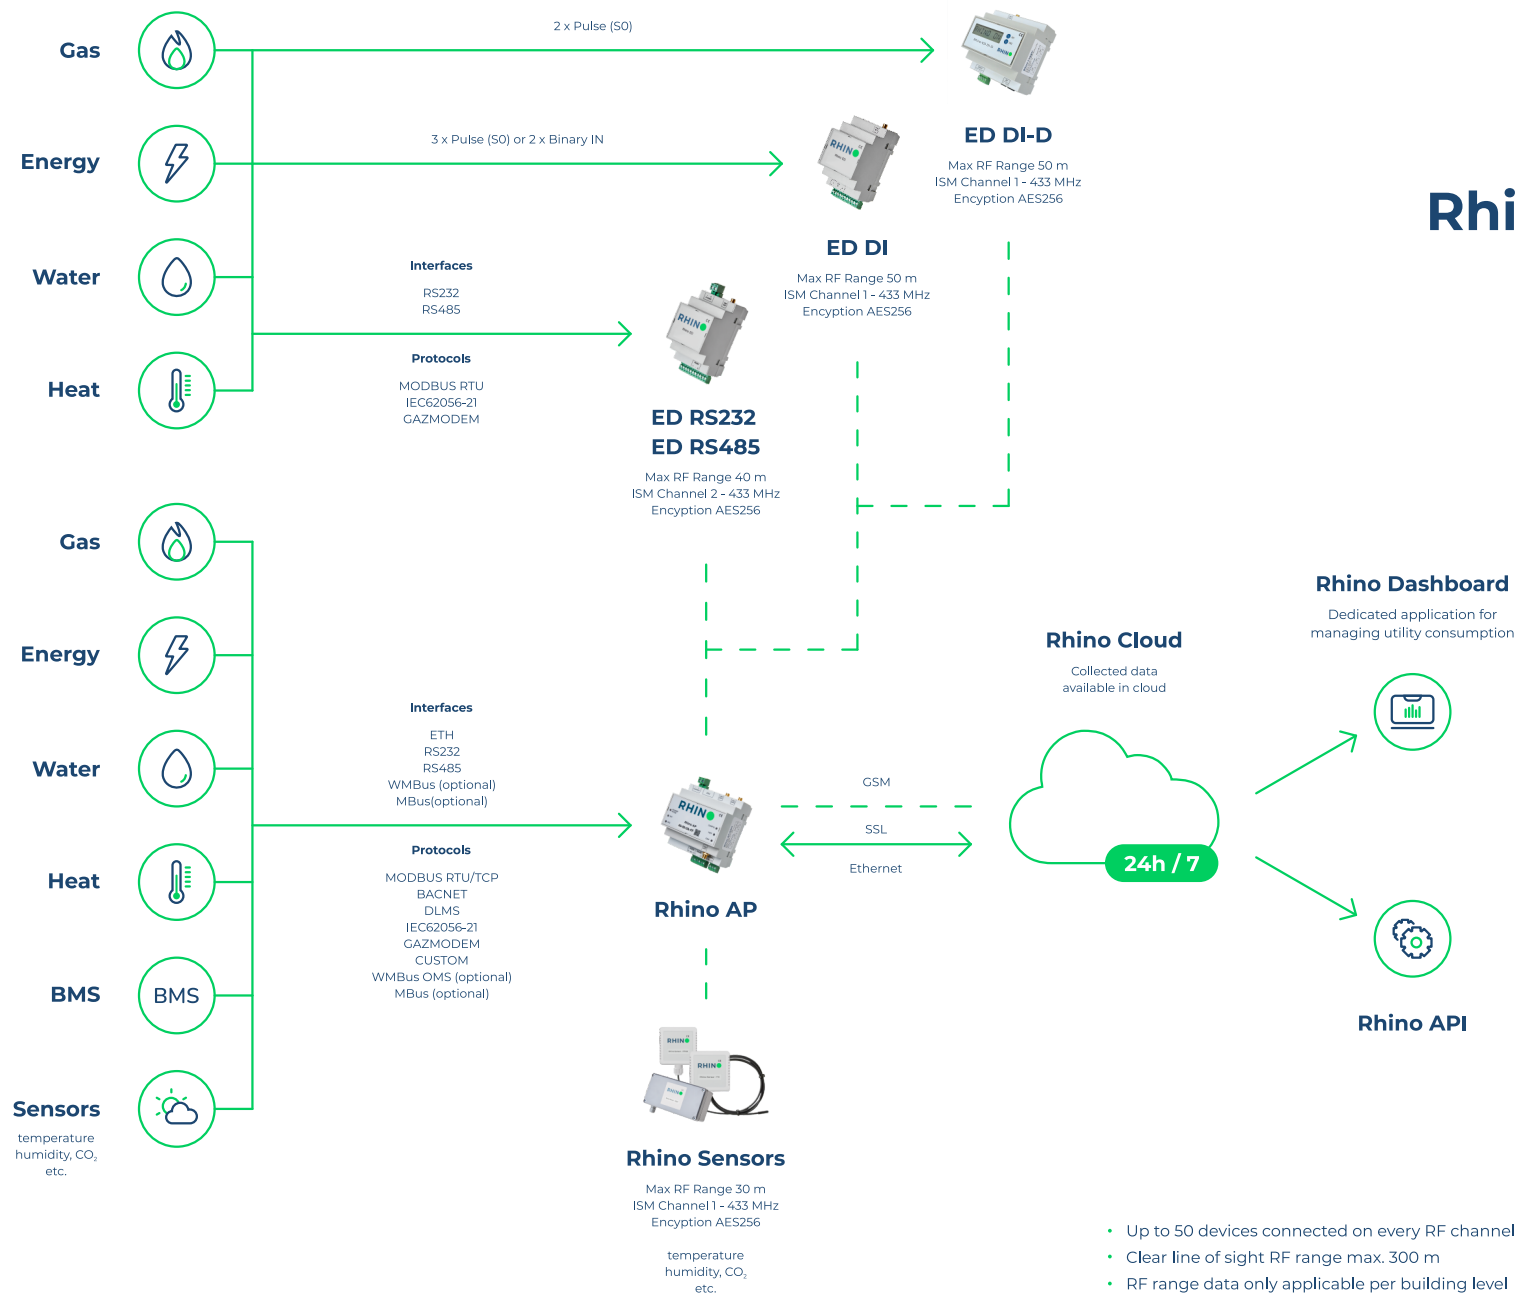 Gas
2 x Pulse (S0)
RHINO
ED DI-D
Max RF Range 50 m
ISM Channel 1 - 433 MHz
Encyption AES256
Energy
3 x Pulse (S0) or 2 x Binary IN
RHINO
ED DI
Max RF Range 50 m
ISM Channel 1 - 433 MHz
Encyption AES256
Rhi
Water
Heat
Interfaces
RS232
RS485
Protocols
MODBUS RTU
IEC62056-21
GAZMODEM
RHINO
ED RS232
ED RS485
Max RF Range 40 m
ISM Channel 2 - 433 MHz
Encyption AES256
Gas
Energy
Water
Heat
BMS
BMS
Sensors
temperature
humidity, CO₂
etc.
Interfaces
ETH
RS232
RS485
WMBus (optional)
MBus(optional)
Protocols
MODBUS RTU/TCP
BACNET
DLMS
IEC62056-21
GAZMODEM
CUSTOM
WMBus OMS (optional)
MBus (optional)
RHINO
Rhino AP
GSM
SSL
Ethernet
Rhino Cloud
Collected data
available in cloud
24h / 7
Rhino Dashboard
Dedicated application for
managing utility consumption
Rhino API
RHINO
RHINO
RHINO
Rhino Sensors
Max RF Range 30 m
ISM Channel 1 - 433 MHz
Encyption AES256
temperature
humidity, CO₂
etc.
• Up to 50 devices connected on every RF channel
• Clear line of sight RF range max. 300 m
• RF range data only applicable per building level